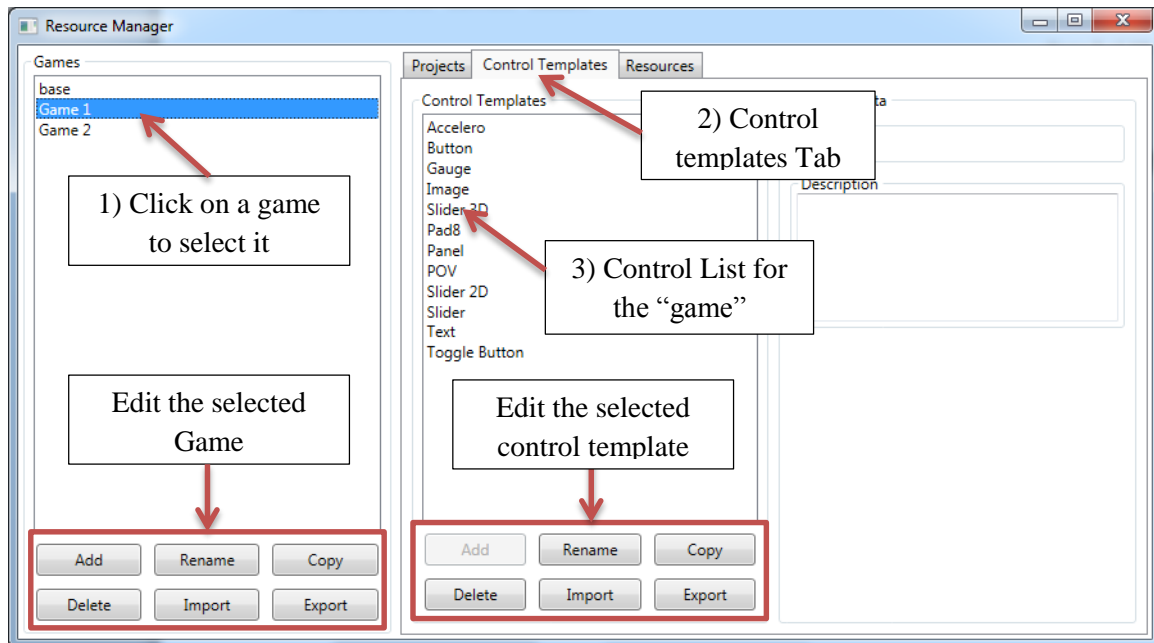 Resource Manager
Games
base
Game 1
Game 2
1) Click on a game
to select it
Edit the selected
Game
Add Rename Copy
Delete Import Export
Projects Control Templates Resources
Control Templates
Accelero
Button
Gauge
Image
Slider 3D
Pad8
Panel
POV
Slider 2D
Slider
Text
Toggle Button
2) Control
templates Tab
3) Control List for
the “game”
Edit the selected
control template
Add Rename Copy
Delete Import Export
Description